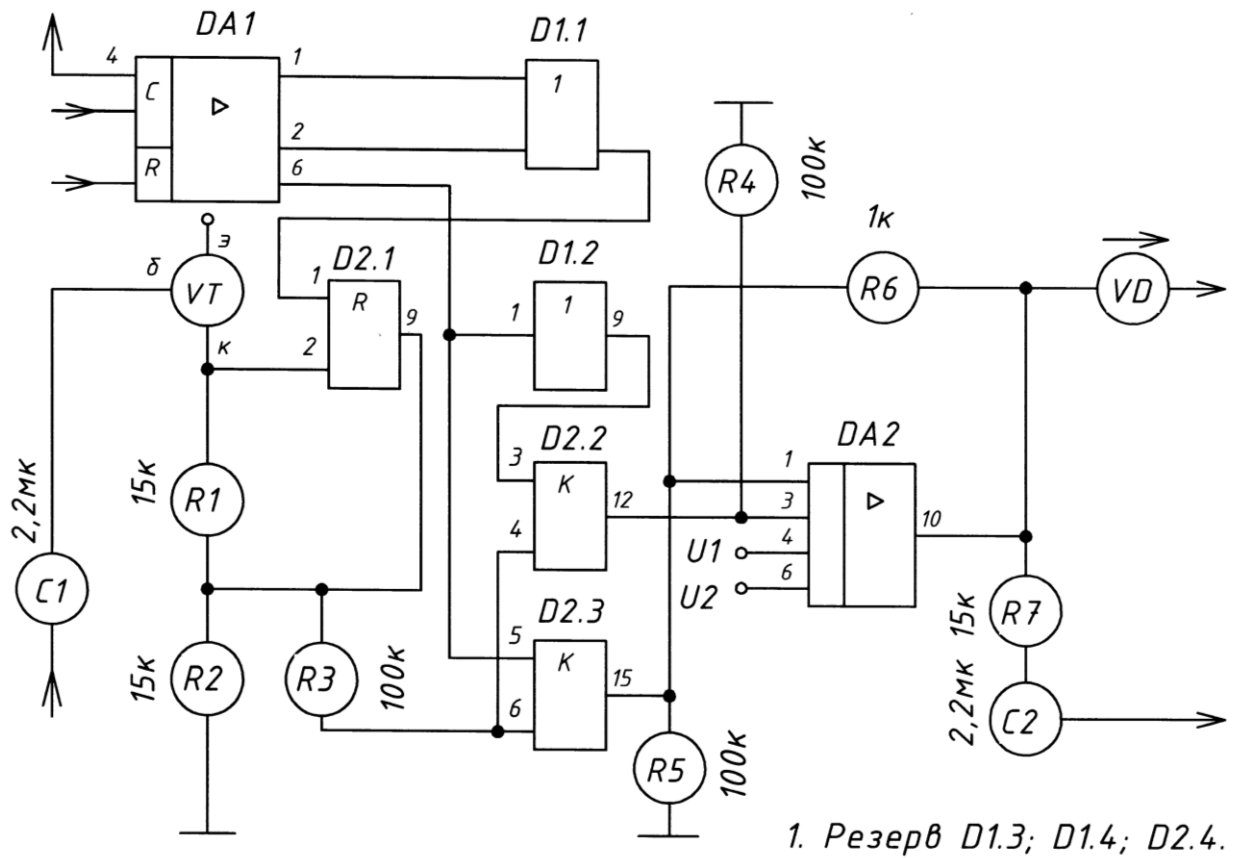 DA1
D1.1
4
C
R
1
2
6
1
э
б
VT
к
D2.1
1
R
2
9
D1.2
1
1
9
R4
100к
1к
R6
VD
2,2мк
C1
15к
R1
15к
R2
R3
100к
D2.2
3
K
4
12
D2.3
5
K
6
15
R5
100к
DA2
1
3
4
6
10
U1
U2
15к
R7
2,2мк
C2
1. Резерв D1.3; D1.4; D2.4.